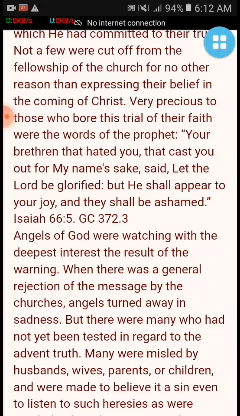 0KB/s U:0KB/s 94% 6:12 AM
No internet connection
which He had committed to their
Not a few were cut off from the
fellowship of the church for no other
reason than expressing their belief in
the coming of Christ. Very precious to
those who bore this trial of their faith
were the words of the prophet: “Your
brethren that hated you, that cast you
out for My name's sake, said, Let the
Lord be glorified: but He shall appear to
your joy, and they shall be ashamed.”
Isaiah 66:5. GC 372.3
Angels of God were watching with the
deepest interest the result of the
warning. When there was a general
rejection of the message by the
churches, angels turned away in
sadness. But there were many who had
not yet been tested in regard to the
advent truth. Many were misled by
husbands, wives, parents, or children,
and were made to believe it a sin even
to listen to such heresies as were